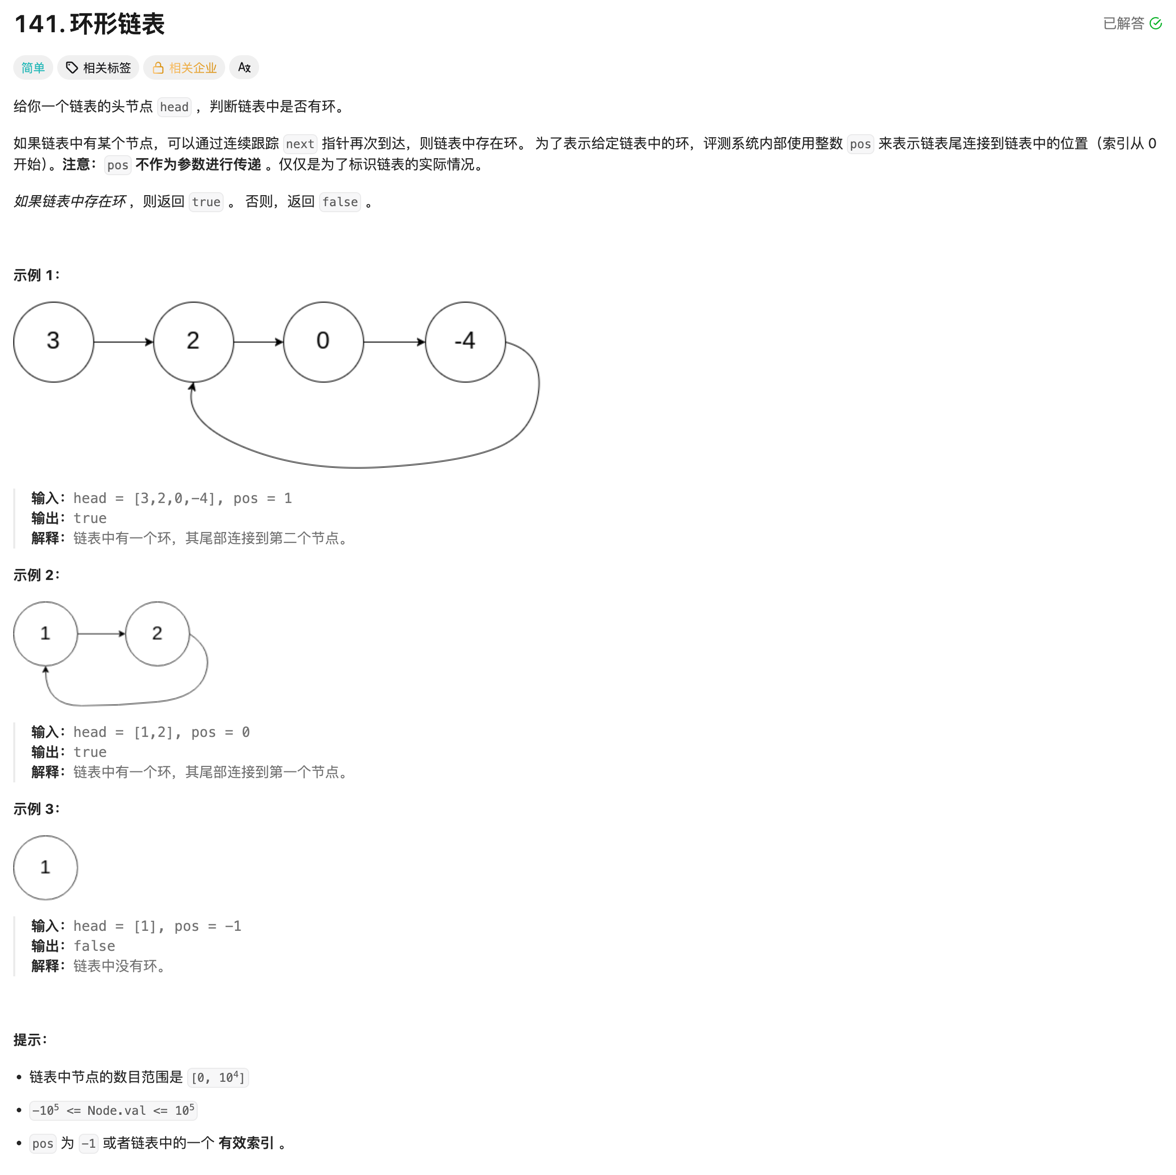 141. 环形链表
已解答
简单 相关标签 相关企业
给你一个链表的头节点 head ，判断链表中是否有环。
如果链表中有某个节点，可以通过连续跟踪 next 指针再次到达，则链表中存在环。 为了表示给定链表中的环，评测系统内部使用整数 pos 来表示链表尾连接到链表中的位置（索引从 0
开始）。注意：pos 不作为参数进行传递 。仅仅是为了标识链表的实际情况。
如果链表中存在环 ，则返回 true 。 否则，返回 false 。
示例 1：
3 2 0 -4
输入：head = [3,2,0,-4], pos = 1
输出：true
解释：链表中有一个环，其尾部连接到第二个节点。
示例 2：
1 2
输入：head = [1,2], pos = 0
输出：true
解释：链表中有一个环，其尾部连接到第一个节点。
示例 3：
1
输入：head = [1], pos = -1
输出：false
解释：链表中没有环。
提示：
• 链表中节点的数目范围是 [0, 10⁴]
• -10⁵ <= Node.val <= 10⁵
• pos 为 -1 或者链表中的一个 有效索引 。